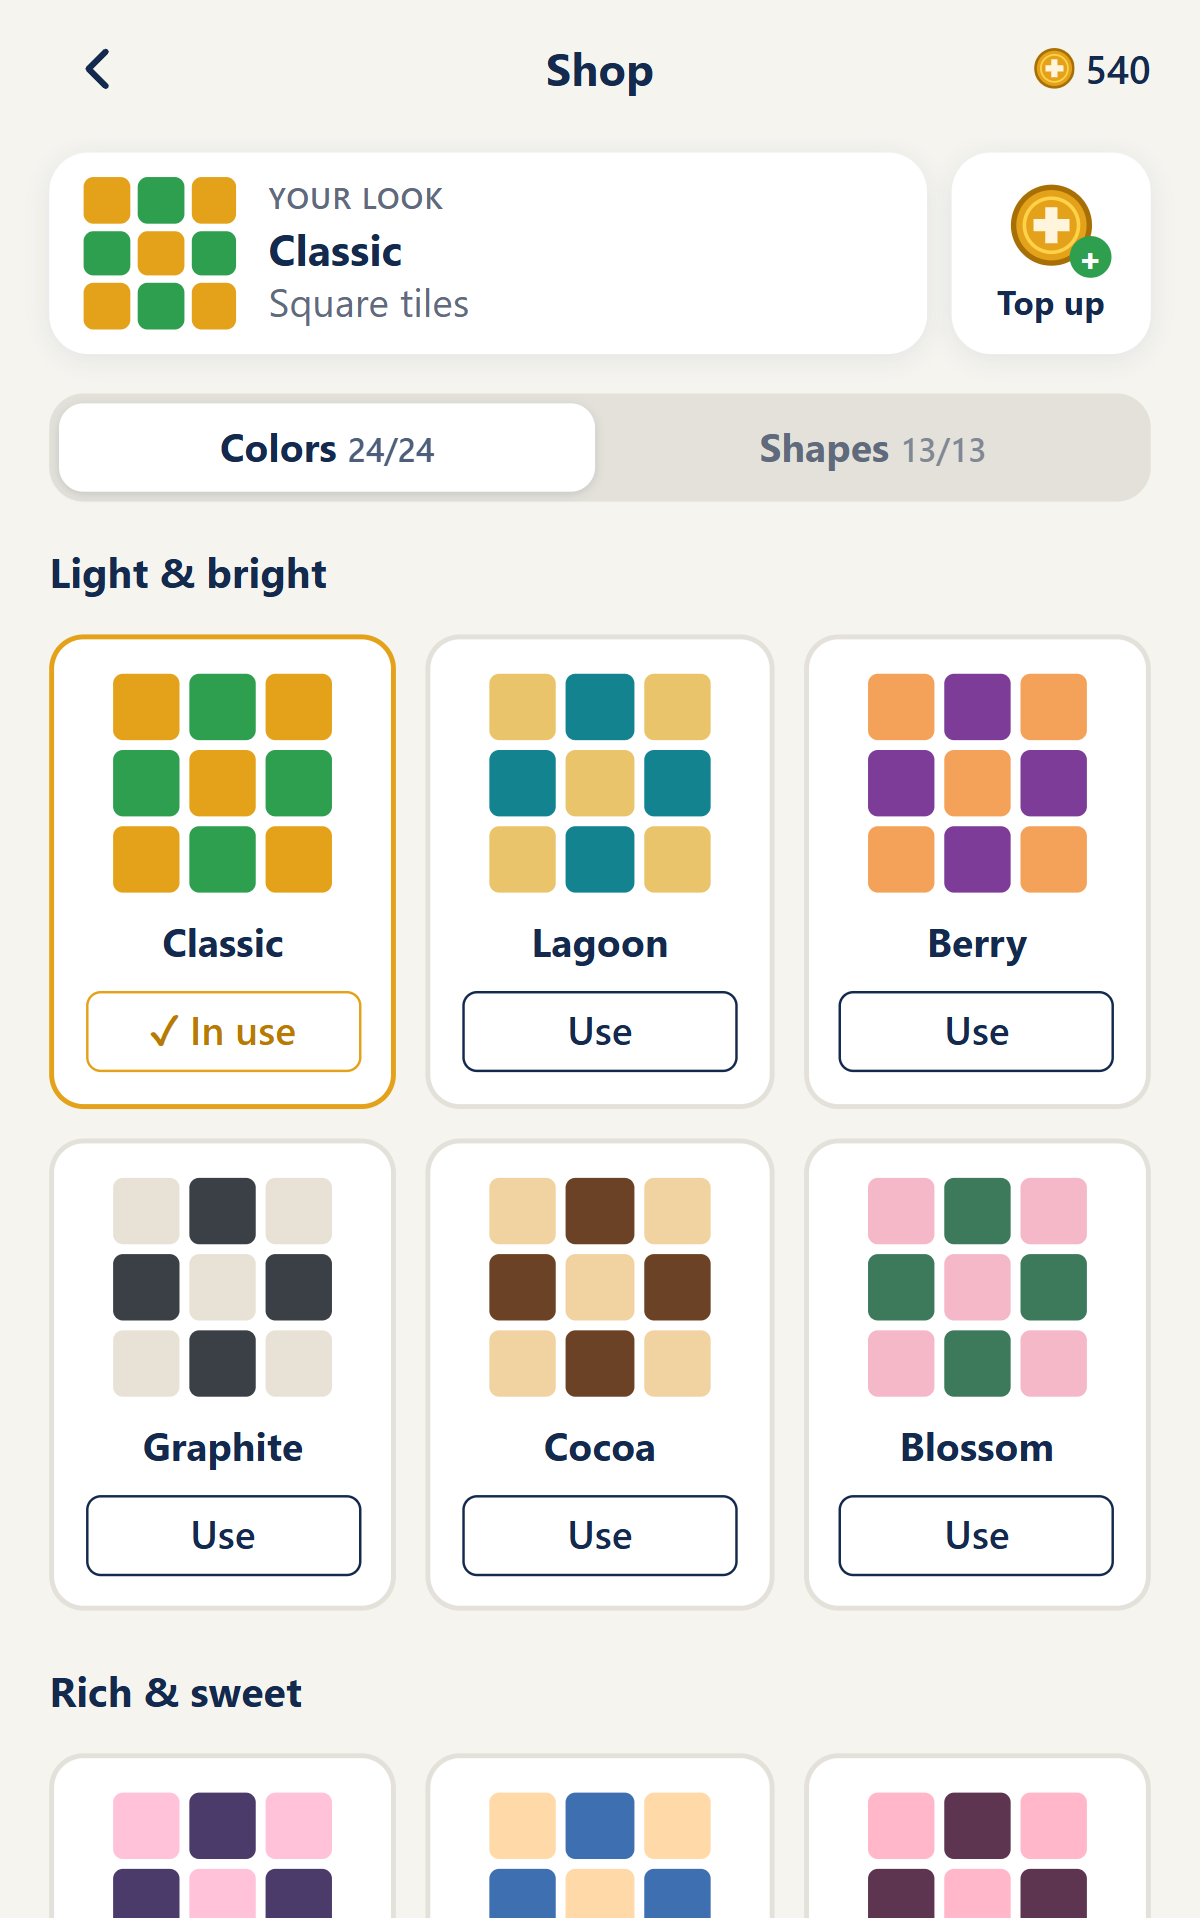 Shop
540
YOUR LOOK
Classic
Square tiles
+
Top up
Colors 24/24
Shapes 13/13
Light & bright
Classic
Lagoon
Berry
✓ In use
Use
Use
Graphite
Cocoa
Blossom
Use
Use
Use
Rich & sweet